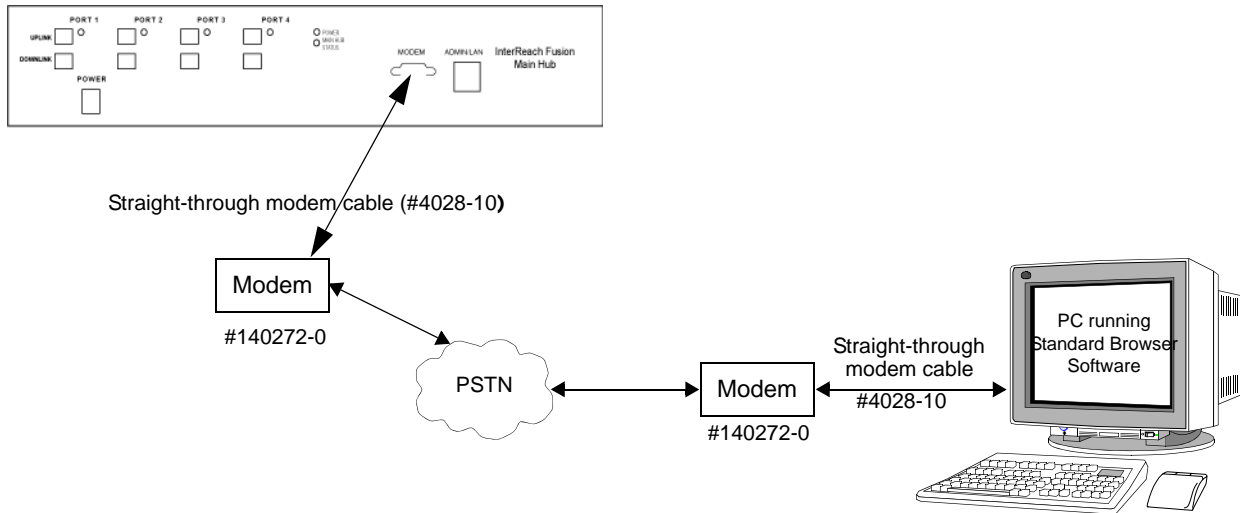 PORT 1 PORT 2 PORT 3 PORT 4
UPLINK
DOWNLINK
POWER
POWER
MAIN HUB
STATUS
MODEM
ADMIN/LAN
InterReach Fusion
Main Hub
Straight-through modem cable (#4028-10)
Modem
#140272-0
PSTN
Modem
#140272-0
Straight-through
modem cable
#4028-10
PC running
Standard Browser
Software